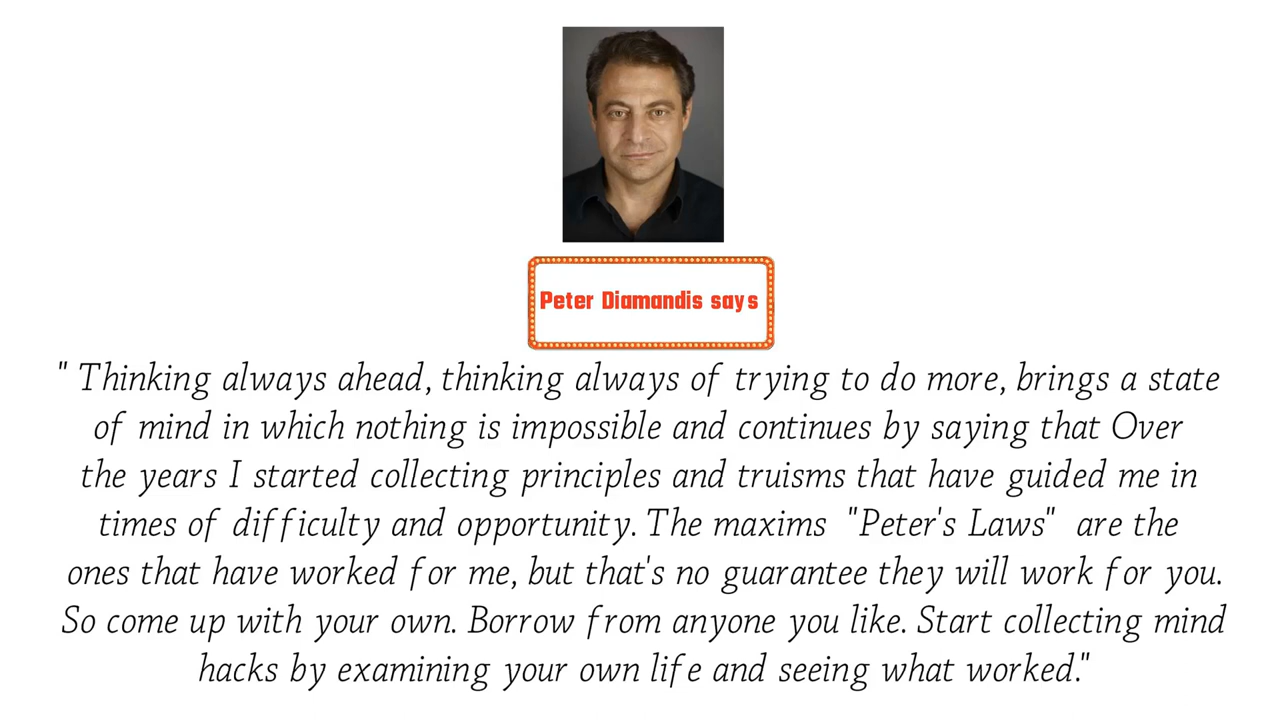 Peter Diamandis says
" Thinking always ahead, thinking always of trying to do more, brings a state
of mind in which nothing is impossible and continues by saying that Over
the years I started collecting principles and truisms that have guided me in
times of difficulty and opportunity. The maxims "Peter's Laws" are the
ones that have worked for me, but that's no guarantee they will work for you.
So come up with your own. Borrow from anyone you like. Start collecting mind
hacks by examining your own life and seeing what worked."